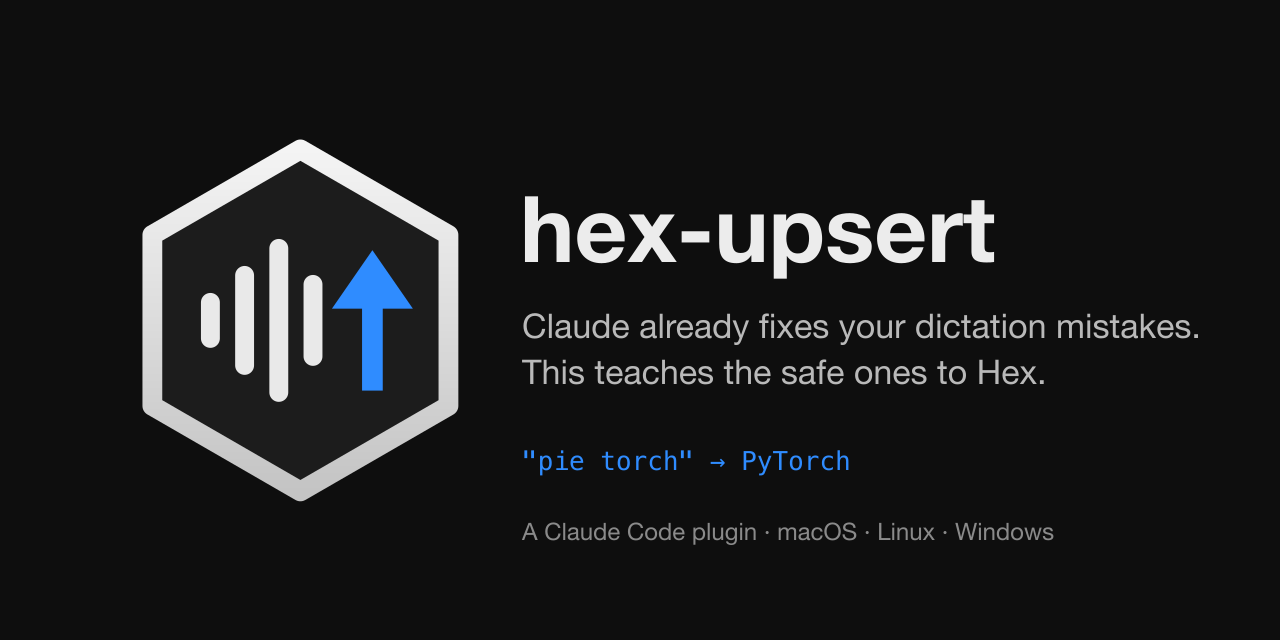 hex-upsert
Claude already fixes your dictation mistakes.
This teaches the safe ones to Hex.
"pie torch" → PyTorch
A Claude Code plugin · macOS · Linux · Windows